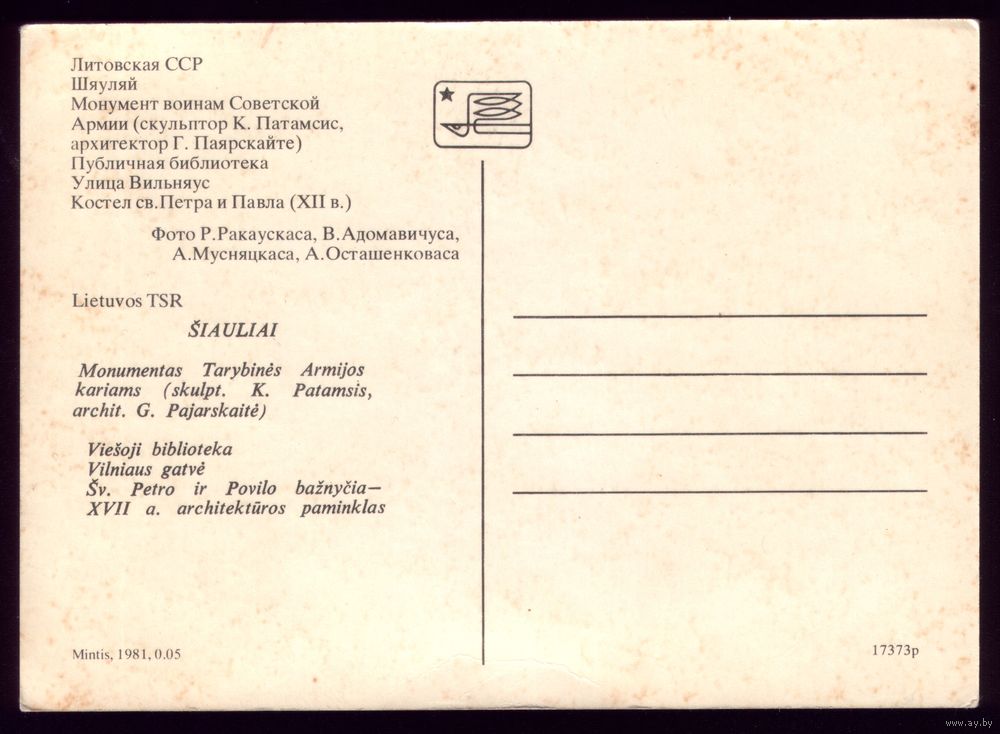 Литовская ССР
Шяуляй
Монумент воинам Советской
Армии (скульптор К. Патамсис,
архитектор Г. Паярскайте)
Публичная библиотека
Улица Вильняус
Костел св.Петра и Павла (XII в.)
Фото Р.Ракаускаса, В.Адомавичуса,
А.Мусняцкаса, А.Осташенковаса
Lietuvos TSR
ŠIAULIAI
Monumentas Tarybinės Armijos
kariams (skulpt. K. Patamsis,
archit. G. Pajarskaitė)
Viešoji biblioteka
Vilniaus gatvė
Šv. Petro ir Povilo bažnyčia—
XVII a. architektūros paminklas
Mintis, 1981, 0.05
17373p
www.ay.by